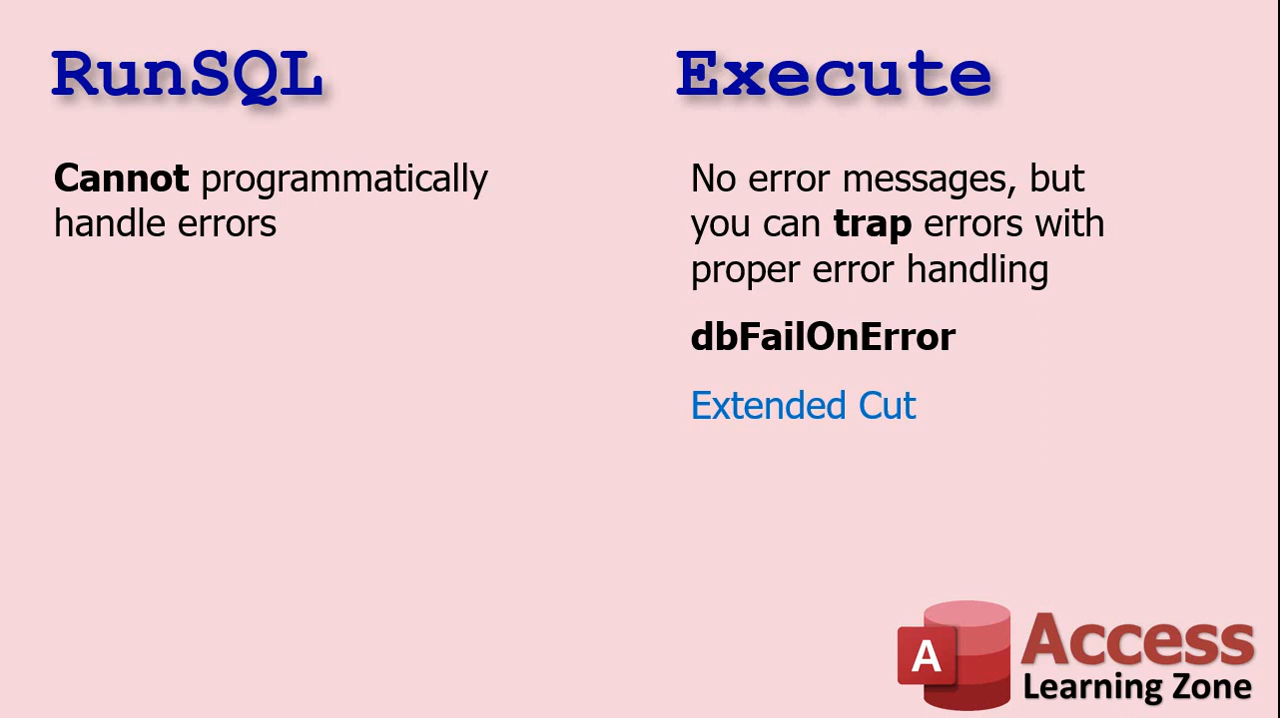 RunSQL
Cannot programmatically
handle errors
Execute
No error messages, but
you can trap errors with
proper error handling
dbFailOnError
Extended Cut
A
Access
Learning Zone